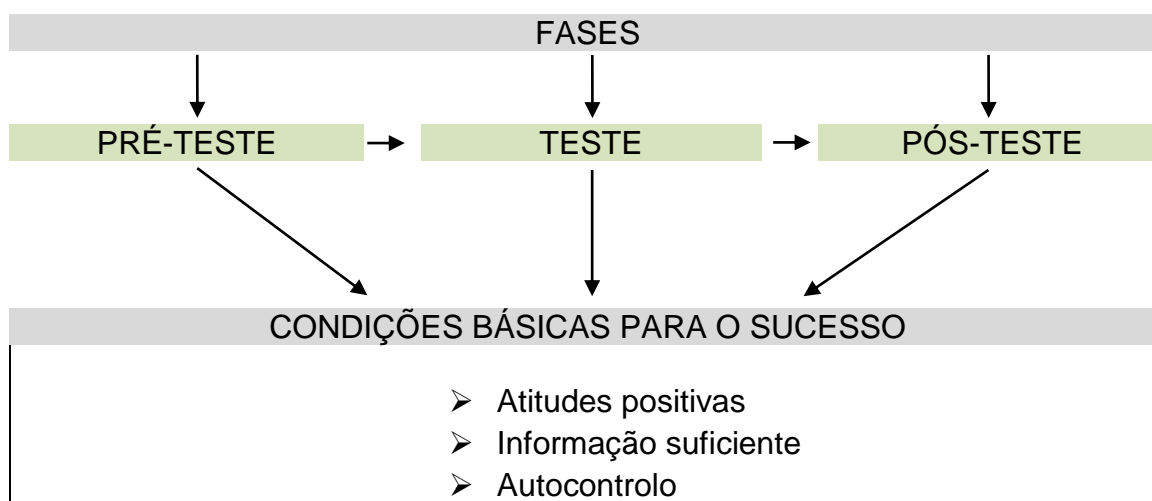 FASES
PRÉ-TESTE TESTE PÓS-TESTE
CONDIÇÕES BÁSICAS PARA O SUCESSO
➢ Atitudes positivas
➢ Informação suficiente
➢ Autocontrolo